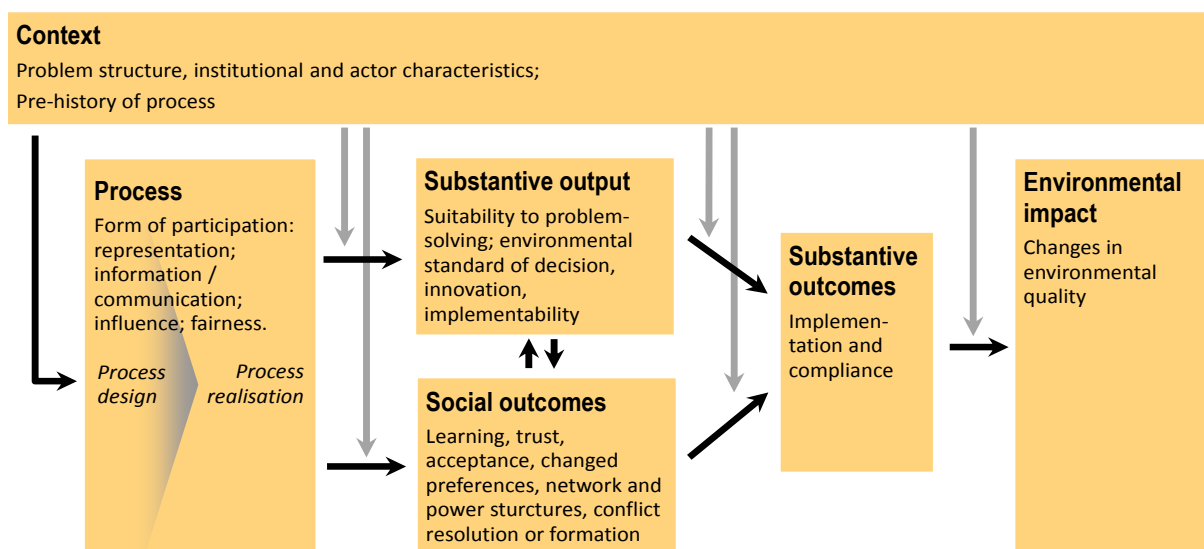 Context
Problem structure, institutional and actor characteristics;
Pre-history of process
Process
Form of participation:
representation;
information /
communication;
influence; fairness.
Process
design
Process
realisation
Substantive output
Suitability to problem-
solving; environmental
standard of decision,
innovation,
implementability
Social outcomes
Learning, trust,
acceptance, changed
preferences, network and
power sturctures, conflict
resolution or formation
Substantive
outcomes
Implemen-
tation and
compliance
Environmental
impact
Changes in
environmental
quality